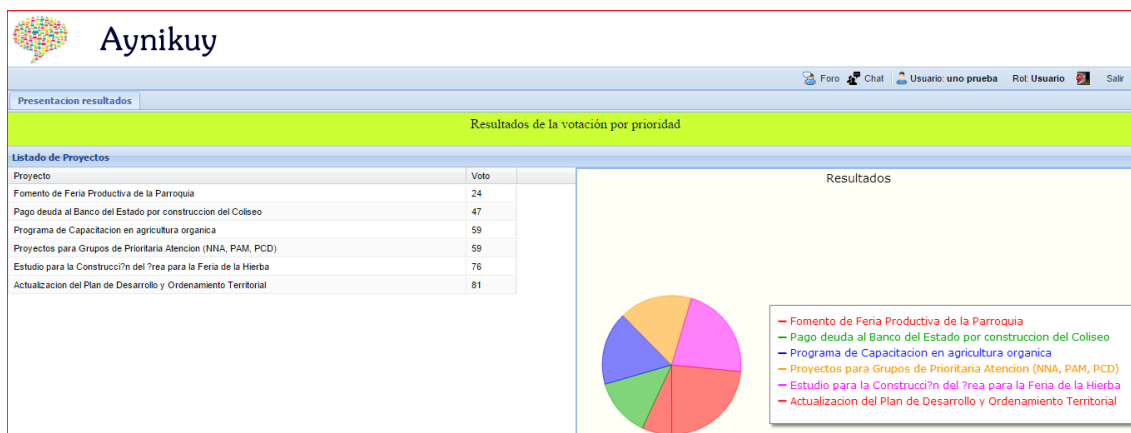 Aynikuy
Foro Chat Usuario: uno prueba Rol: Usuario Salir
Presentacion resultados
Resultados de la votación por prioridad
Listado de Proyectos
Proyecto Voto
Fomento de Feria Productiva de la Parroquia 24
Pago deuda al Banco del Estado por construccion del Coliseo 47
Programa de Capacitacion en agricultura organica 59
Proyectos para Grupos de Prioritaria Atencion (NNA, PAM, PCD) 59
Estudio para la Construcci?n del ?rea para la Feria de la Hierba 76
Actualizacion del Plan de Desarrollo y Ordenamiento Territorial 81
Resultados
Fomento de Feria Productiva de la Parroquia
Pago deuda al Banco del Estado por construccion del Coliseo
Programa de Capacitacion en agricultura organica
Proyectos para Grupos de Prioritaria Atencion (NNA, PAM, PCD)
Estudio para la Construcci?n del ?rea para la Feria de la Hierba
Actualizacion del Plan de Desarrollo y Ordenamiento Territorial